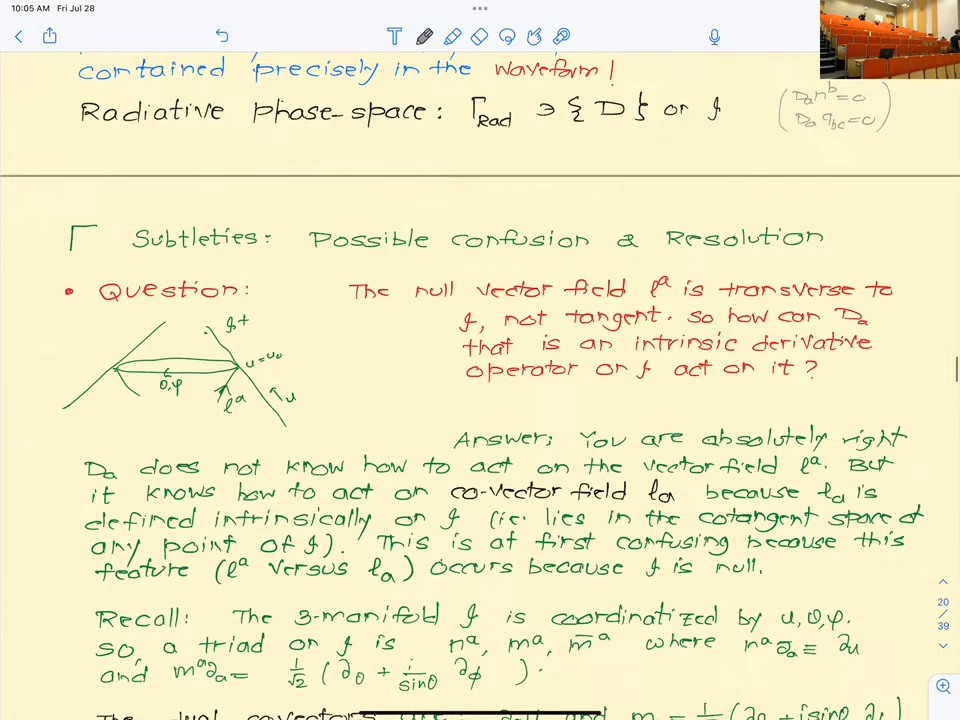 10:05 AM Fri Jul 28
contained precisely in the waveform!
Radiative Phase-space: Γ_Rad ∋ {D} on ℐ
(D_a n^b = 0
D_a q_bc = 0)
Subtleties: Possible confusion & Resolution
• Question: The null vector field l^a is transverse to
ℐ, not tangent. So how can D_a
that is an intrinsic derivative
operator on ℐ act on it?
ℐ+
u=u₀
θ,φ
l^a
u
Answer: You are absolutely right
D_a does not know how to act on the vector field l^a. But
it knows how to act on co-vector field l_a because l_a is
defined intrinsically on ℐ (i.e. lies in the cotangent space at
any point of ℐ). This is at first confusing because this
feature (l^a versus l_a) occurs because ℐ is null.
Recall: The 3-manifold ℐ is coordinatized by u, θ, φ.
So, a triad on ℐ is n^a, m^a, m̄^a where n^a ∂_a ≡ ∂u
and m^a ∂_a = 1/√2 (∂θ + i/sinθ ∂φ).
20
/
39